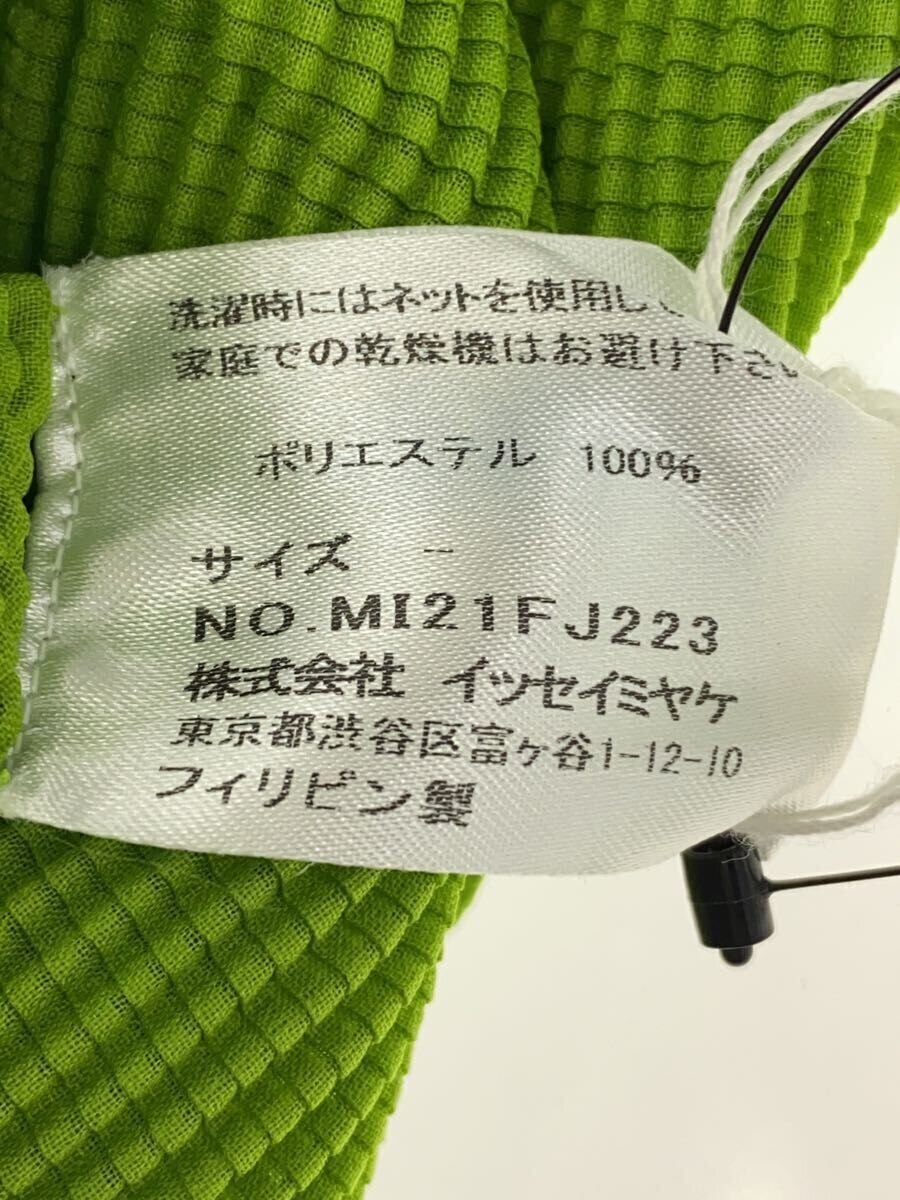 洗濯時にはネットを使用し
家庭での乾燥機はお避け下さ
ポリエステル 100%
サイズ -
NO.MI21FJ223
株式会社 イッセイミヤケ
東京都渋谷区富ヶ谷1-12-10
フィリピン製